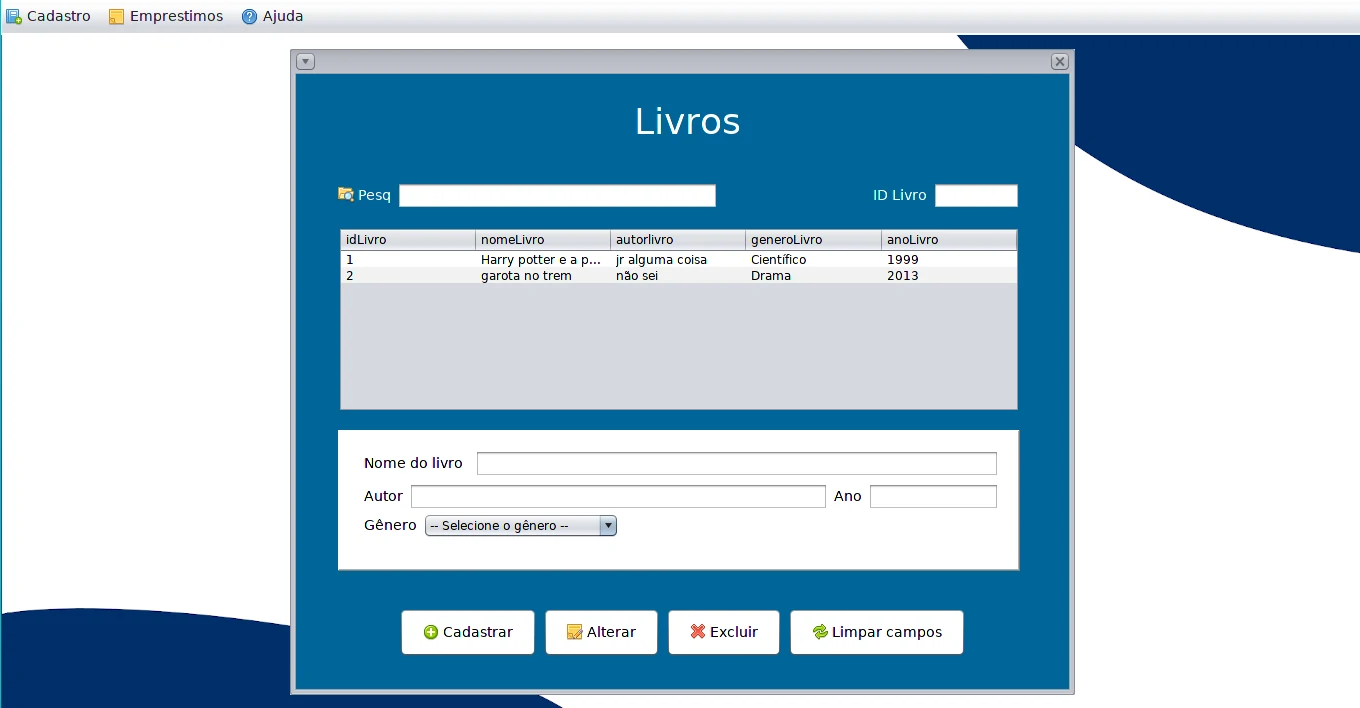 Cadastro Emprestimos Ajuda
Livros
Pesq ID Livro
idLivro nomeLivro autorlivro generoLivro anoLivro
1 Harry potter e a p... jr alguma coisa Científico 1999
2 garota no trem não sei Drama 2013
Nome do livro
Autor Ano
Gênero -- Selecione o gênero --
Cadastrar Alterar Excluir Limpar campos